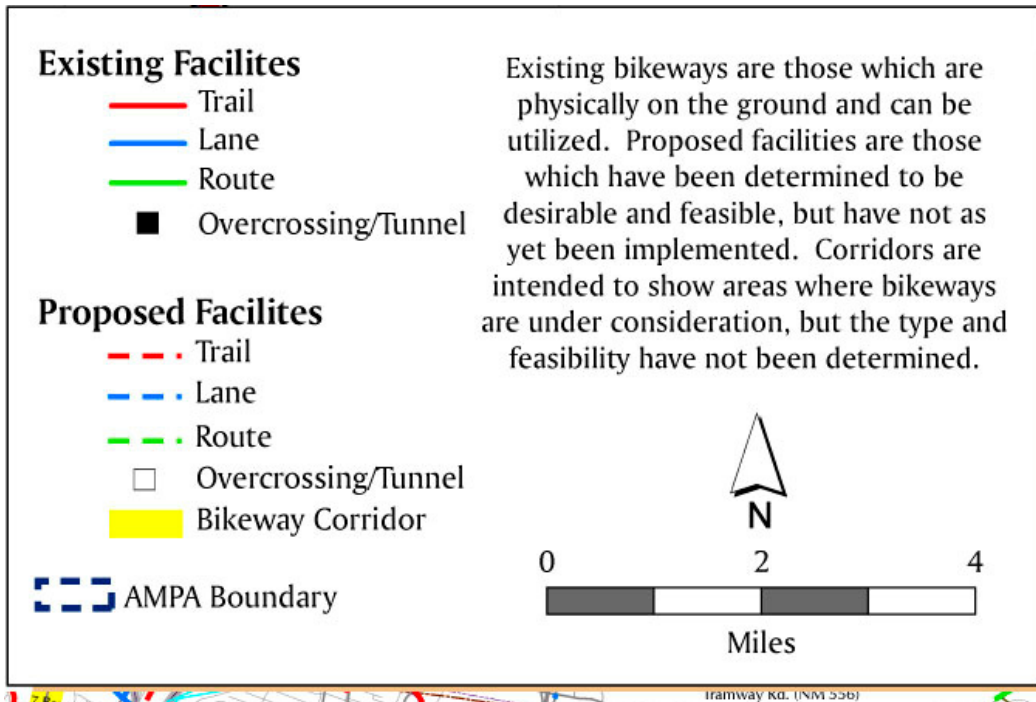 Existing Facilites
Trail
Lane
Route
Overcrossing/Tunnel
Proposed Facilites
Trail
Lane
Route
Overcrossing/Tunnel
Bikeway Corridor
AMPA Boundary
Existing bikeways are those which are
physically on the ground and can be
utilized. Proposed facilities are those
which have been determined to be
desirable and feasible, but have not as
yet been implemented. Corridors are
intended to show areas where bikeways
are under consideration, but the type and
feasibility have not been determined.
N
0 2 4
Miles
Tramway Rd. (NM 556)